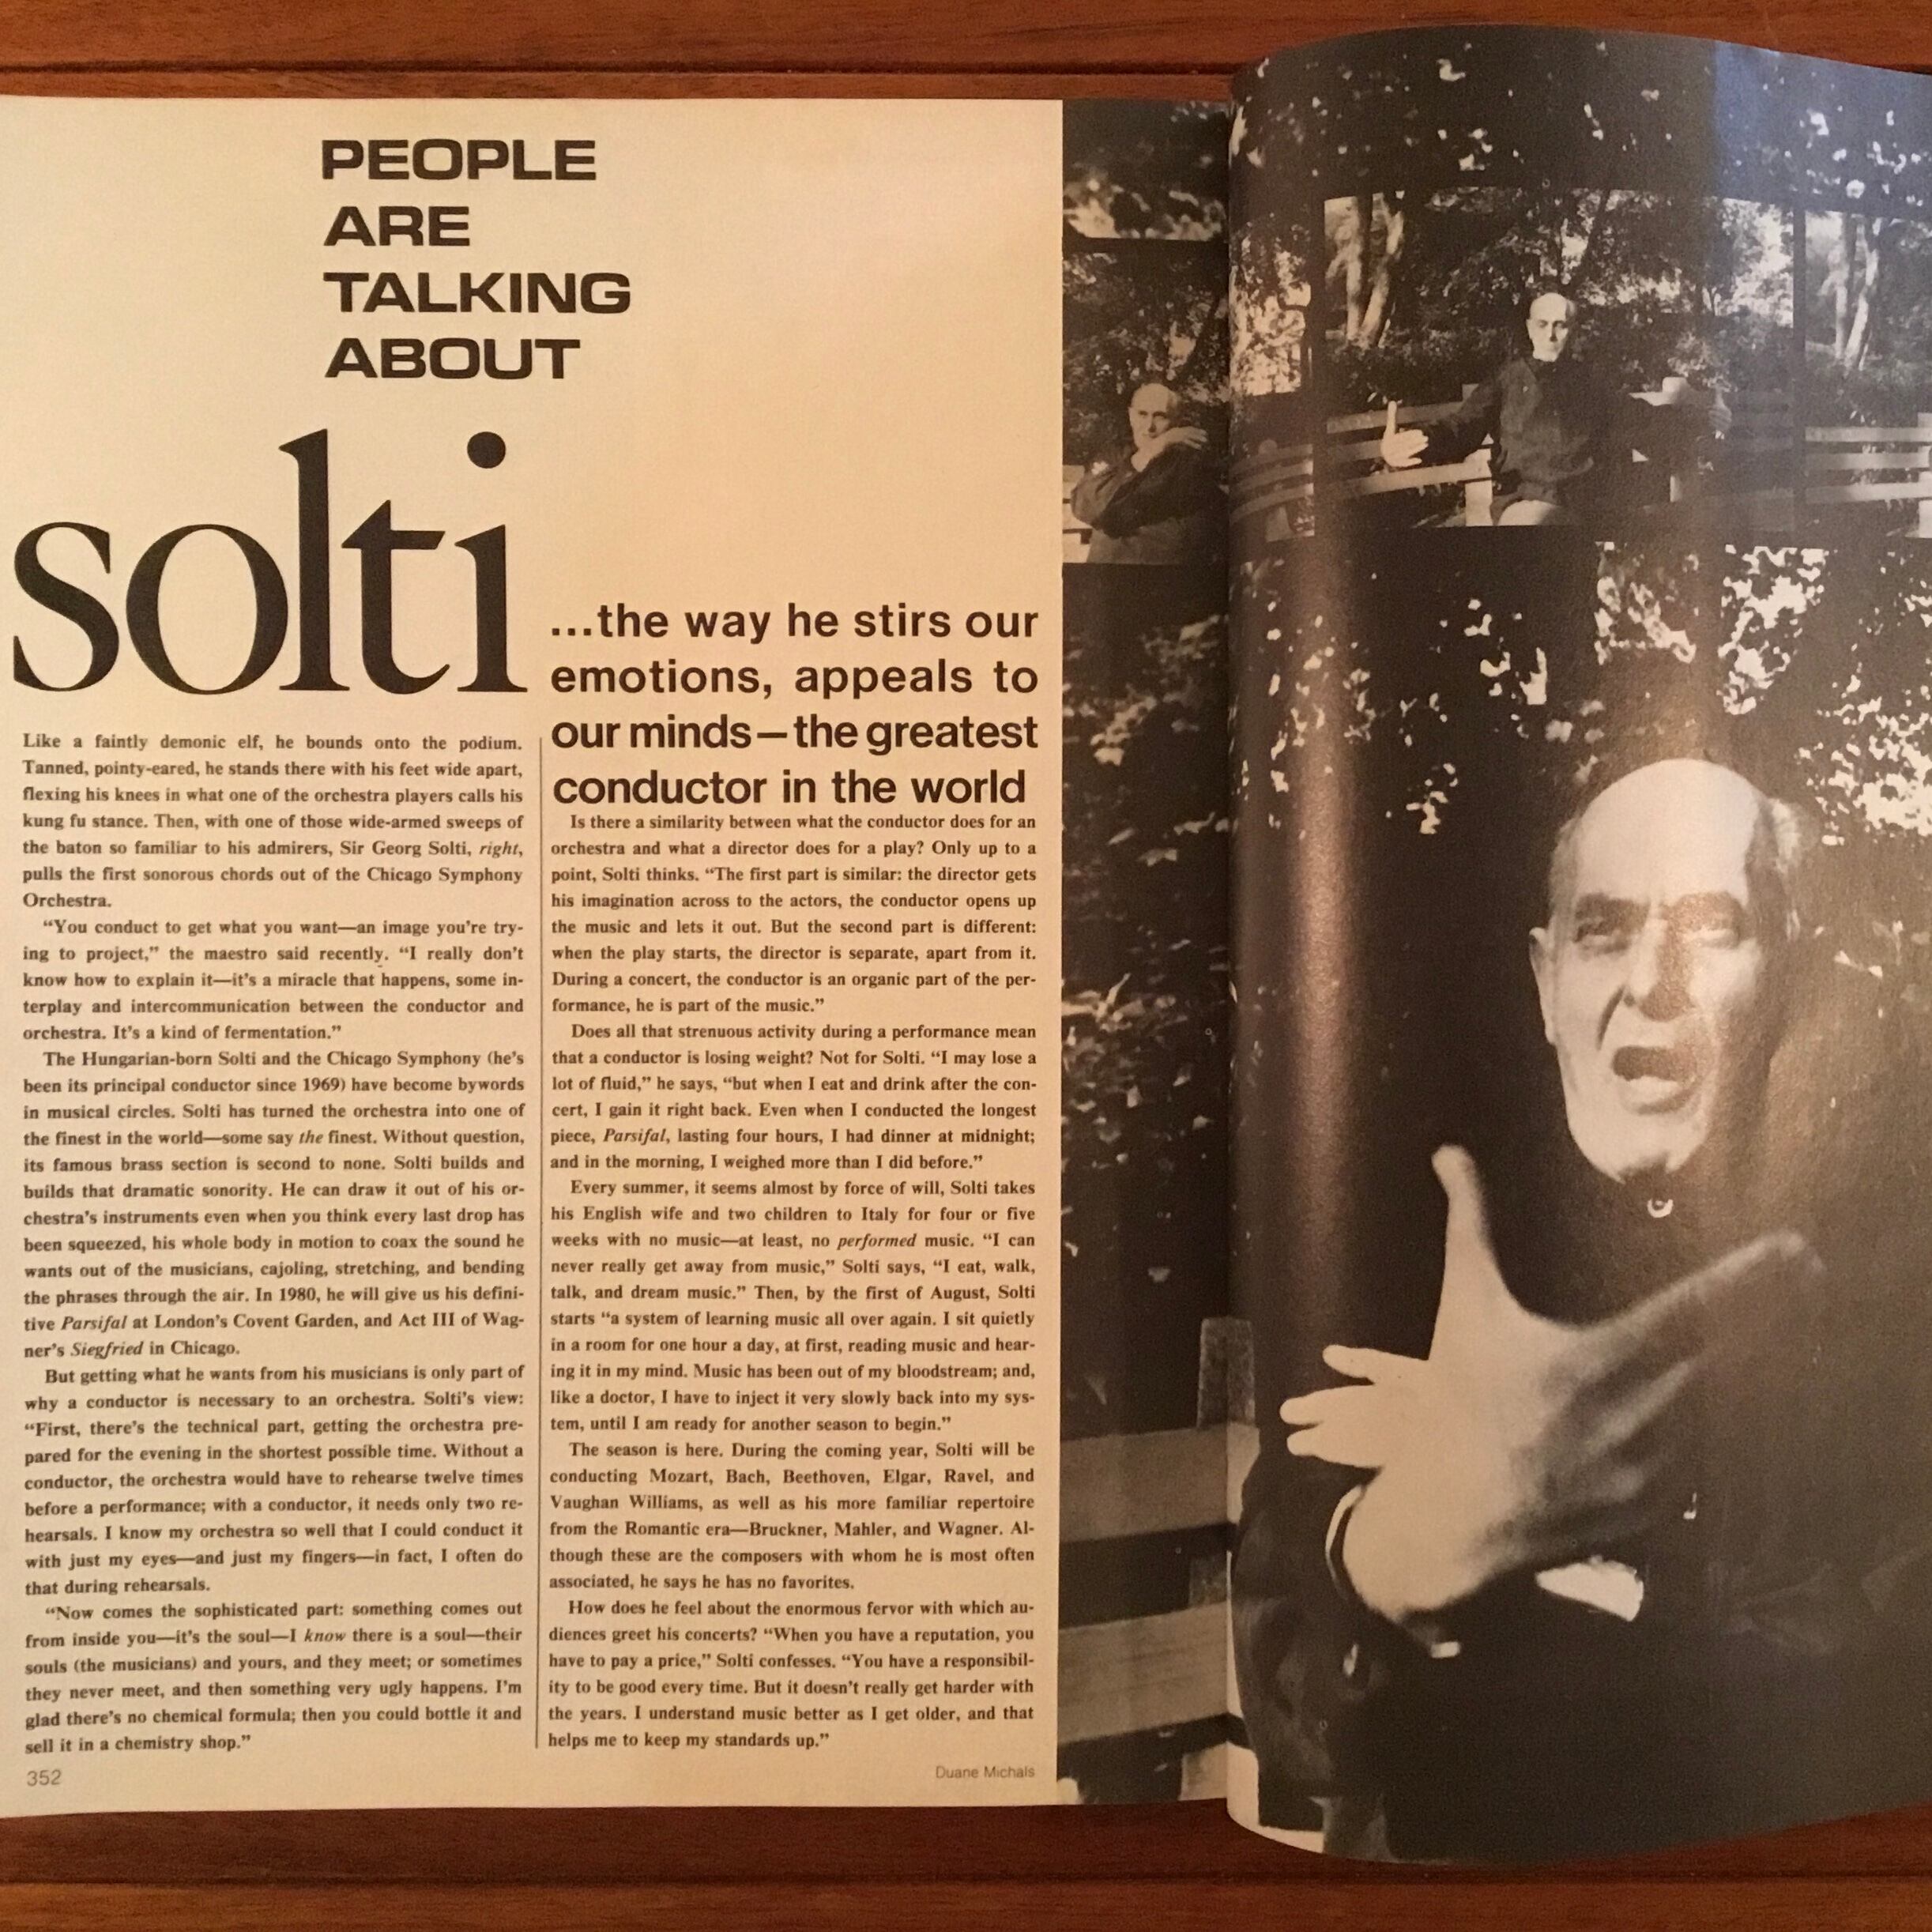 PEOPLE
ARE
TALKING
ABOUT
solti
...the way he stirs our
emotions, appeals to
our minds—the greatest
conductor in the world
Like a faintly demonic elf, he bounds onto the podium.
Tanned, pointy-eared, he stands there with his feet wide apart,
flexing his knees in what one of the orchestra players calls his
kung fu stance. Then, with one of those wide-armed sweeps of
the baton so familiar to his admirers, Sir Georg Solti, right,
pulls the first sonorous chords out of the Chicago Symphony
Orchestra.
“You conduct to get what you want—an image you’re try-
ing to project,” the maestro said recently. “I really don’t
know how to explain it—it’s a miracle that happens, some in-
terplay and intercommunication between the conductor and
orchestra. It’s a kind of fermentation.”
The Hungarian-born Solti and the Chicago Symphony (he’s
been its principal conductor since 1969) have become bywords
in musical circles. Solti has turned the orchestra into one of
the finest in the world—some say the finest. Without question,
its famous brass section is second to none. Solti builds and
builds that dramatic sonority. He can draw it out of his or-
chestra’s instruments even when you think every last drop has
been squeezed, his whole body in motion to coax the sound he
wants out of the musicians, cajoling, stretching, and bending
the phrases through the air. In 1980, he will give us his defini-
tive Parsifal at London’s Covent Garden, and Act III of Wag-
ner’s Siegfried in Chicago.
But getting what he wants from his musicians is only part of
why a conductor is necessary to an orchestra. Solti’s view:
“First, there’s the technical part, getting the orchestra pre-
pared for the evening in the shortest possible time. Without a
conductor, the orchestra would have to rehearse twelve times
before a performance; with a conductor, it needs only two re-
hearsals. I know my orchestra so well that I could conduct it
with just my eyes—and just my fingers—in fact, I often do
that during rehearsals.
“Now comes the sophisticated part: something comes out
from inside you—it’s the soul—I know there is a soul—their
souls (the musicians) and yours, and they meet; or sometimes
they never meet, and then something very ugly happens. I’m
glad there’s no chemical formula; then you could bottle it and
sell it in a chemistry shop.”
352
Is there a similarity between what the conductor does for an
orchestra and what a director does for a play? Only up to a
point, Solti thinks. “The first part is similar: the director gets
his imagination across to the actors, the conductor opens up
the music and lets it out. But the second part is different:
when the play starts, the director is separate, apart from it.
During a concert, the conductor is an organic part of the per-
formance, he is part of the music.”
Does all that strenuous activity during a performance mean
that a conductor is losing weight? Not for Solti. “I may lose a
lot of fluid,” he says, “but when I eat and drink after the con-
cert, I gain it right back. Even when I conducted the longest
piece, Parsifal, lasting four hours, I had dinner at midnight;
and in the morning, I weighed more than I did before.”
Every summer, it seems almost by force of will, Solti takes
his English wife and two children to Italy for four or five
weeks with no music—at least, no performed music. “I can
never really get away from music,” Solti says, “I eat, walk,
talk, and dream music.” Then, by the first of August, Solti
starts “a system of learning music all over again. I sit quietly
in a room for one hour a day, at first, reading music and hear-
ing it in my mind. Music has been out of my bloodstream; and,
like a doctor, I have to inject it very slowly back into my sys-
tem, until I am ready for another season to begin.”
The season is here. During the coming year, Solti will be
conducting Mozart, Bach, Beethoven, Elgar, Ravel, and
Vaughan Williams, as well as his more familiar repertoire
from the Romantic era—Bruckner, Mahler, and Wagner. Al-
though these are the composers with whom he is most often
associated, he says he has no favorites.
How does he feel about the enormous fervor with which au-
diences greet his concerts? “When you have a reputation, you
have to pay a price,” Solti confesses. “You have a responsibil-
ity to be good every time. But it doesn’t really get harder with
the years. I understand music better as I get older, and that
helps me to keep my standards up.”
Duane Michals